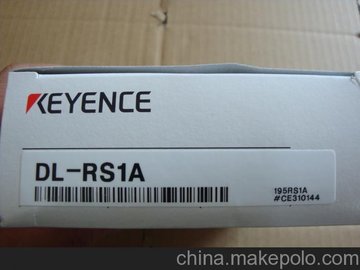 KEYENCE
DL-RS1A
195RS1A
#CE310144
china.makepolo.com